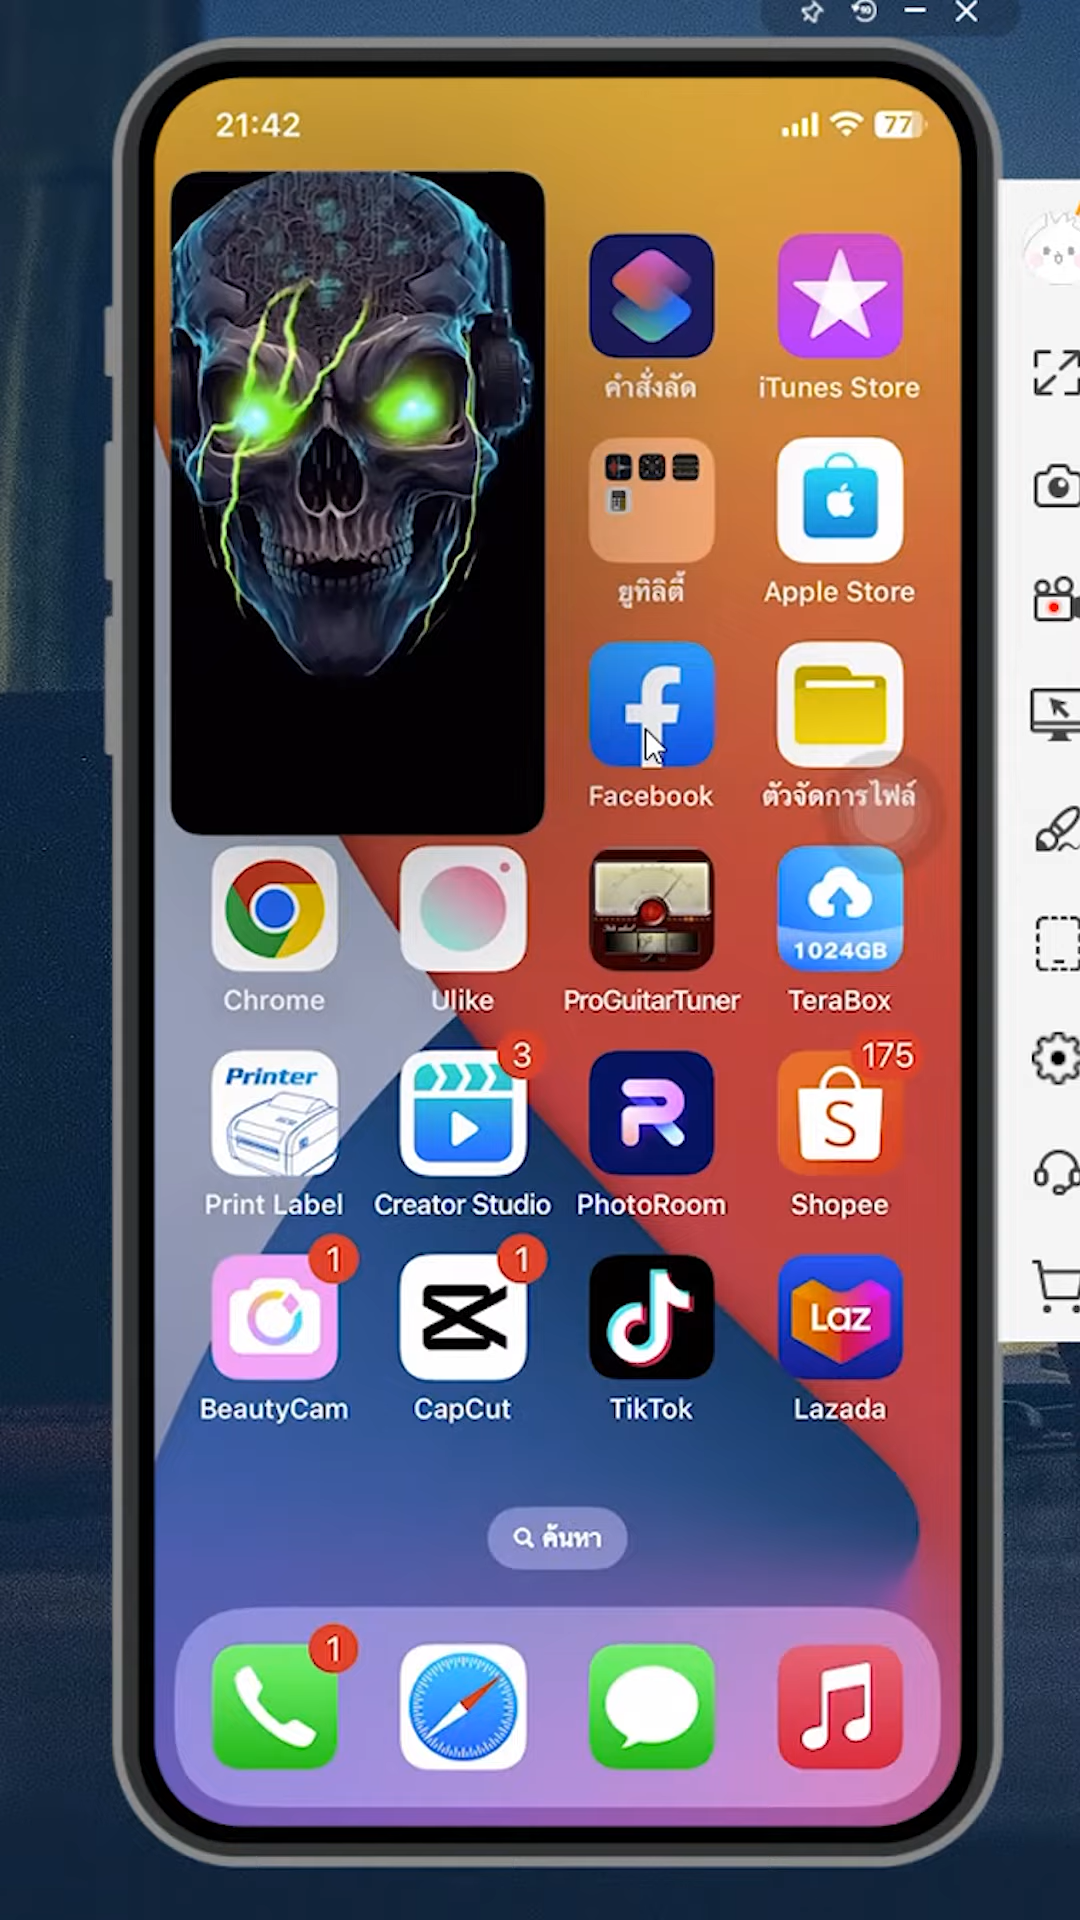 21:42
77
คำสั่งลัด
iTunes Store
ยูทิลิตี้
Apple Store
Facebook
ตัวจัดการไฟล์
1024GB
Chrome
Ulike
ProGuitarTuner
TeraBox
Printer
3
175
Print Label
Creator Studio
PhotoRoom
Shopee
1
1
Laz
BeautyCam
CapCut
TikTok
Lazada
ค้นหา
1